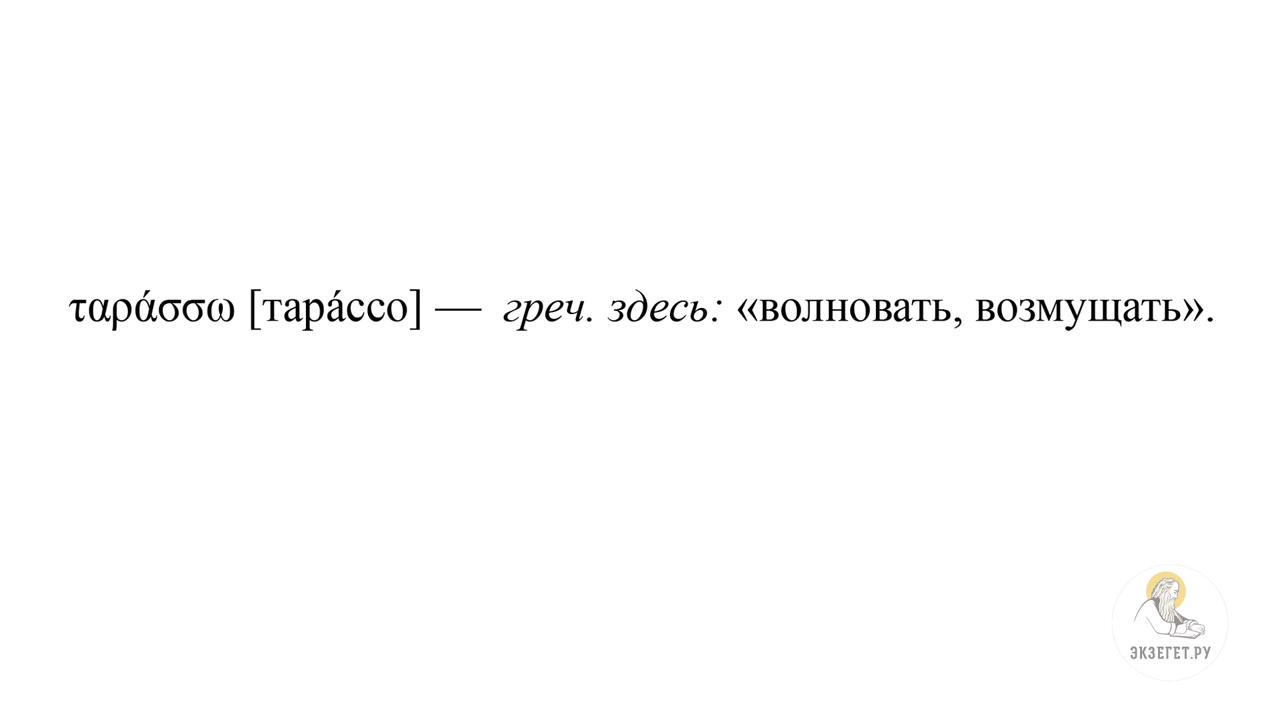 ταράσσω [тара́ссо] — греч. здесь: «волновать, возмущать».
ЭКЗЕГЕТ.РУ